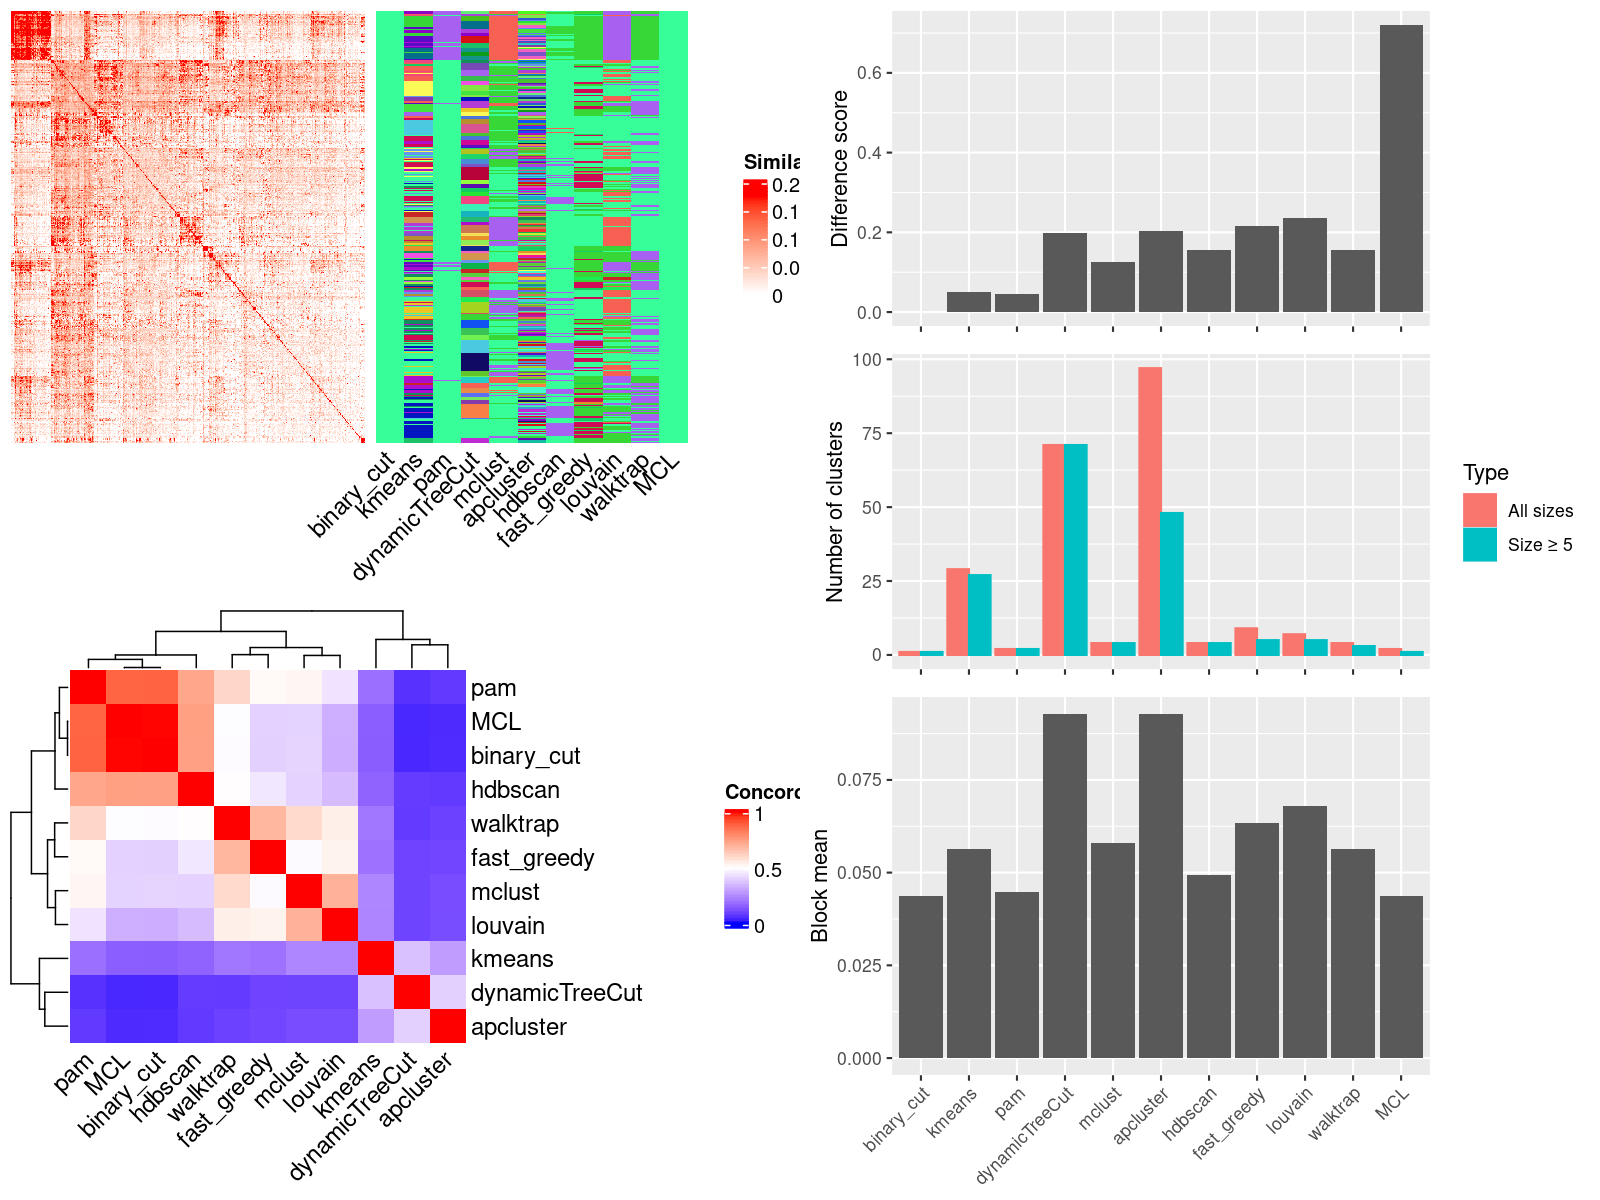 Simila
0.2
0.1
0.1
0.0
0
binary_cut
kmeans
pam
dynamicTreeCut
mclust
apcluster
hdbscan
fast_greedy
louvain
walktrap
MCL
pam
MCL
binary_cut
hdbscan
walktrap
fast_greedy
mclust
louvain
kmeans
dynamicTreeCut
apcluster
pam
MCL
binary_cut
hdbscan
walktrap
fast_greedy
mclust
louvain
kmeans
dynamicTreeCut
apcluster
Concord
1
0.5
0
Difference score
0.6
0.4
0.2
0.0
Number of clusters
100
75
50
25
0
Type
All sizes
Size ≥ 5
Block mean
0.075
0.050
0.025
0.000
binary_cut
kmeans
pam
dynamicTreeCut
mclust
apcluster
hdbscan
fast_greedy
louvain
walktrap
MCL